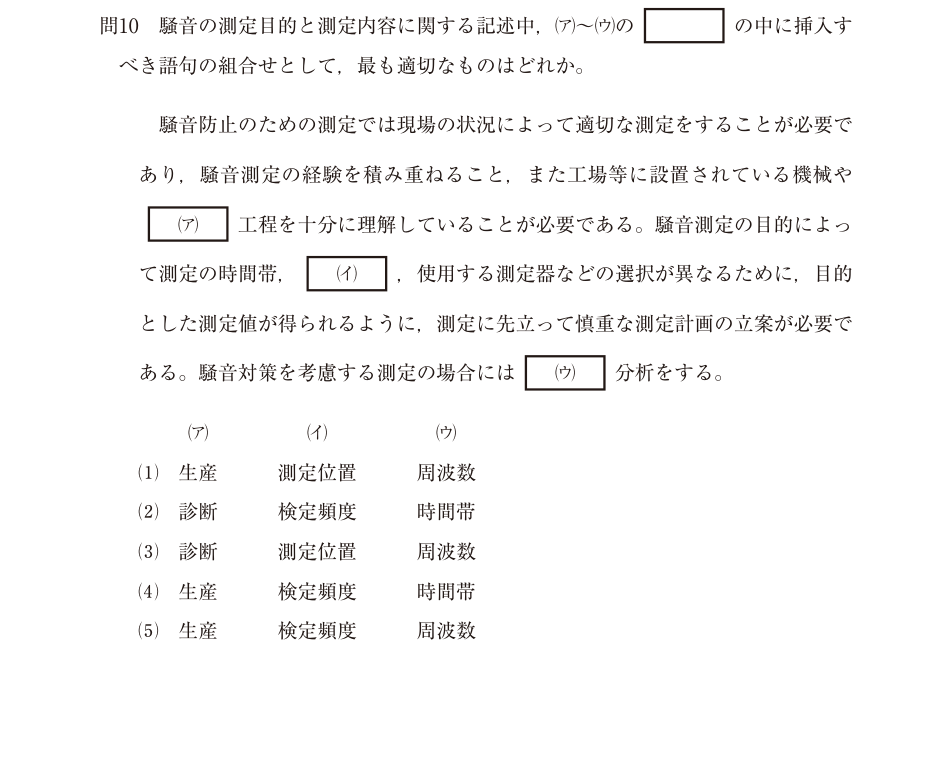 問10　騒音の測定目的と測定内容に関する記述中，㋐〜㋒の　　　の中に挿入す
べき語句の組合せとして，最も適切なものはどれか。
騒音防止のための測定では現場の状況によって適切な測定をすることが必要で
あり，騒音測定の経験を積み重ねること，また工場等に設置されている機械や
(ア) 工程を十分に理解していることが必要である。騒音測定の目的によっ
て測定の時間帯， (イ) ，使用する測定器などの選択が異なるために，目的
とした測定値が得られるように，測定に先立って慎重な測定計画の立案が必要で
ある。騒音対策を考慮する測定の場合には (ウ) 分析をする。
(ア)　(イ)　(ウ)
(1)　生産　測定位置　周波数
(2)　診断　検定頻度　時間帯
(3)　診断　測定位置　周波数
(4)　生産　検定頻度　時間帯
(5)　生産　検定頻度　周波数